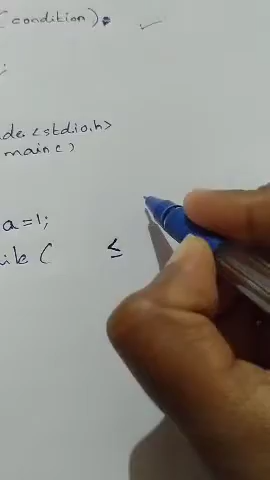 (condition).
;
de <stdio.h>
main()
a=1;
ile ( ≤